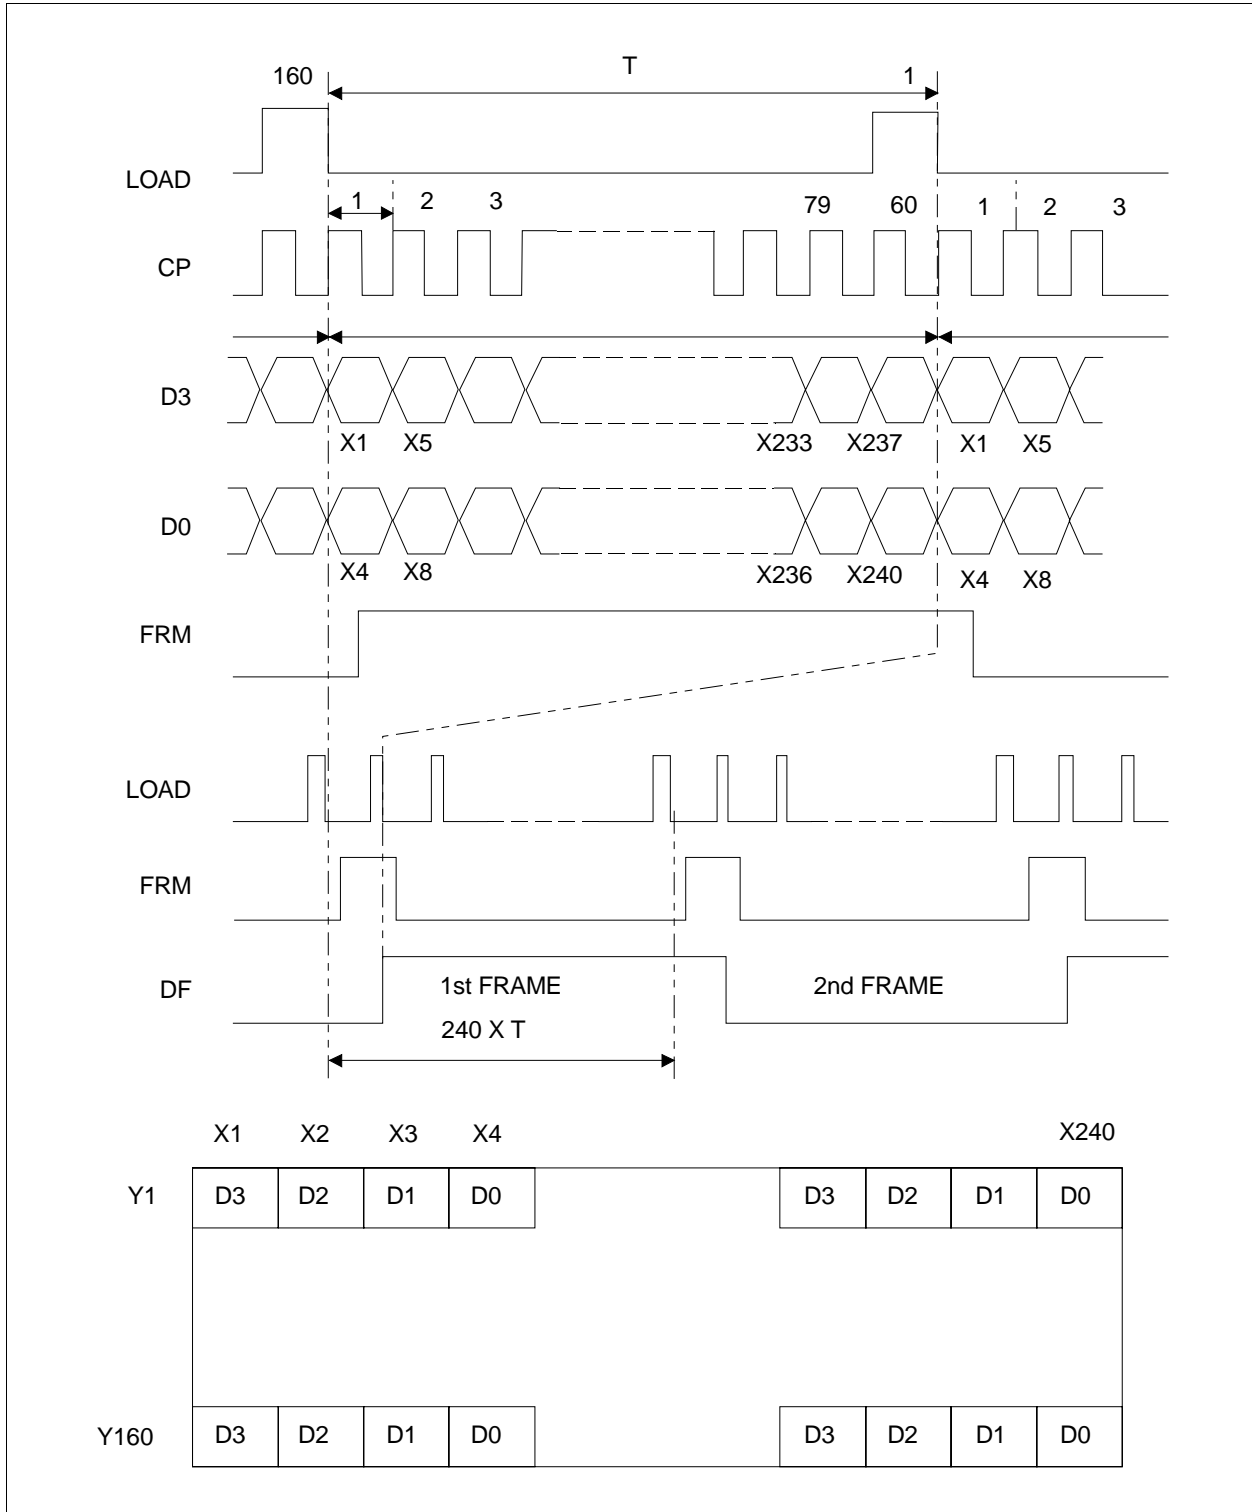 160 T 1
LOAD
1 2 3 79 60 1 2 3
CP
D3
X1 X5 X233 X237 X1 X5
D0
X4 X8 X236 X240 X4 X8
FRM
LOAD
FRM
DF
1st FRAME 2nd FRAME
240 X T
X1 X2 X3 X4 X240
Y1 D3 D2 D1 D0 D3 D2 D1 D0
Y160 D3 D2 D1 D0 D3 D2 D1 D0